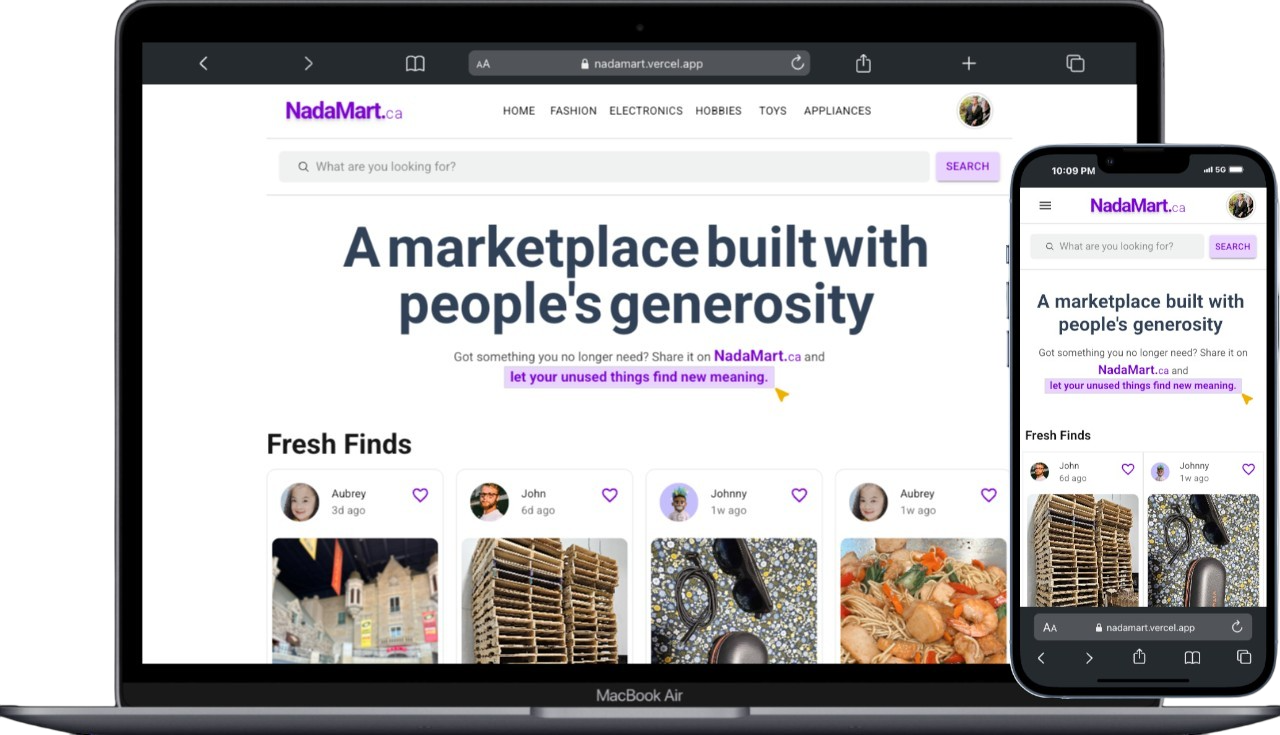 AA nadamart.vercel.app
NadaMart.ca
HOME FASHION ELECTRONICS HOBBIES TOYS APPLIANCES
What are you looking for?
SEARCH
A marketplace built with
people's generosity
Got something you no longer need? Share it on NadaMart.ca and
let your unused things find new meaning.
Fresh Finds
Aubrey
3d ago
John
6d ago
Johnny
1w ago
Aubrey
1w ago
MacBook Air
10:09 PM
5G
NadaMart.ca
What are you looking for?
SEARCH
A marketplace built with
people's generosity
Got something you no longer need? Share it on
NadaMart.ca and
let your unused things find new meaning.
Fresh Finds
John
6d ago
Johnny
1w ago
AA nadamart.vercel.app